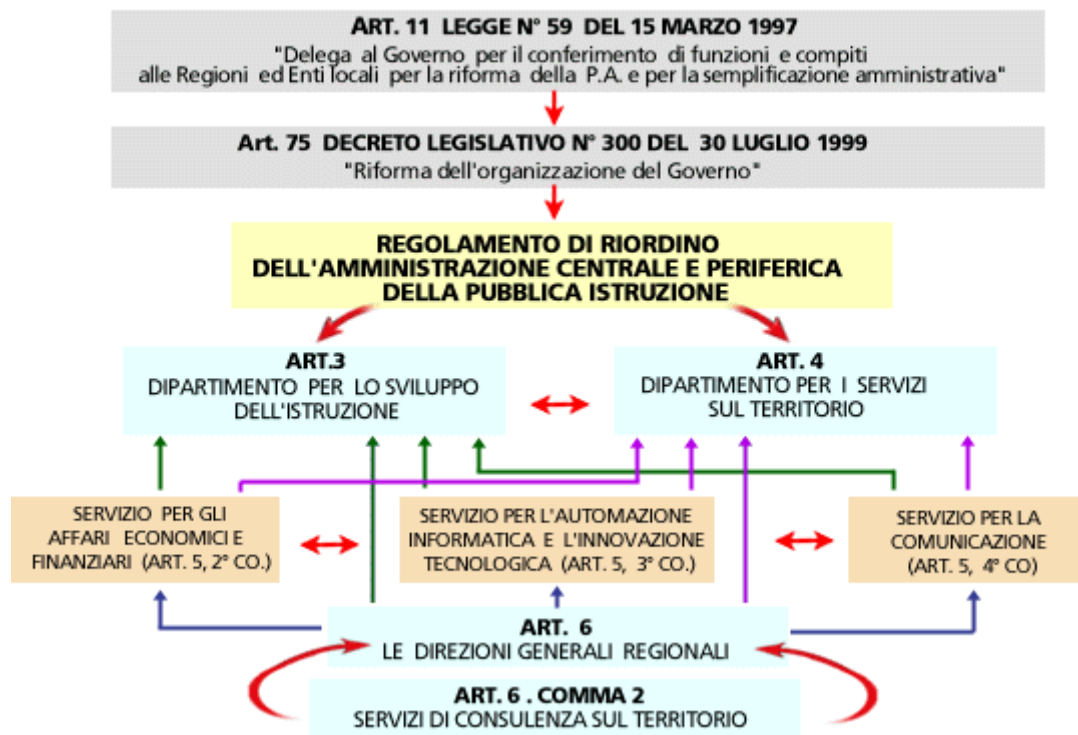 ART. 11 LEGGE N° 59 DEL 15 MARZO 1997
"Delega al Governo per il conferimento di funzioni e compiti
alle Regioni ed Enti locali per la riforma della P.A. e per la semplificazione amministrativa"
Art. 75 DECRETO LEGISLATIVO N° 300 DEL 30 LUGLIO 1999
"Riforma dell'organizzazione del Governo"
REGOLAMENTO DI RIORDINO
DELL'AMMINISTRAZIONE CENTRALE E PERIFERICA
DELLA PUBBLICA ISTRUZIONE
ART.3
DIPARTIMENTO PER LO SVILUPPO
DELL'ISTRUZIONE
ART. 4
DIPARTIMENTO PER I SERVIZI
SUL TERRITORIO
SERVIZIO PER GLI
AFFARI ECONOMICI E
FINANZIARI (ART. 5, 2° CO.)
SERVIZIO PER L'AUTOMAZIONE
INFORMATICA E L'INNOVAZIONE
TECNOLOGICA (ART. 5, 3° CO.)
SERVIZIO PER LA
COMUNICAZIONE
(ART. 5, 4° CO)
ART. 6
LE DIREZIONI GENERALI REGIONALI
ART. 6 . COMMA 2
SERVIZI DI CONSULENZA SUL TERRITORIO